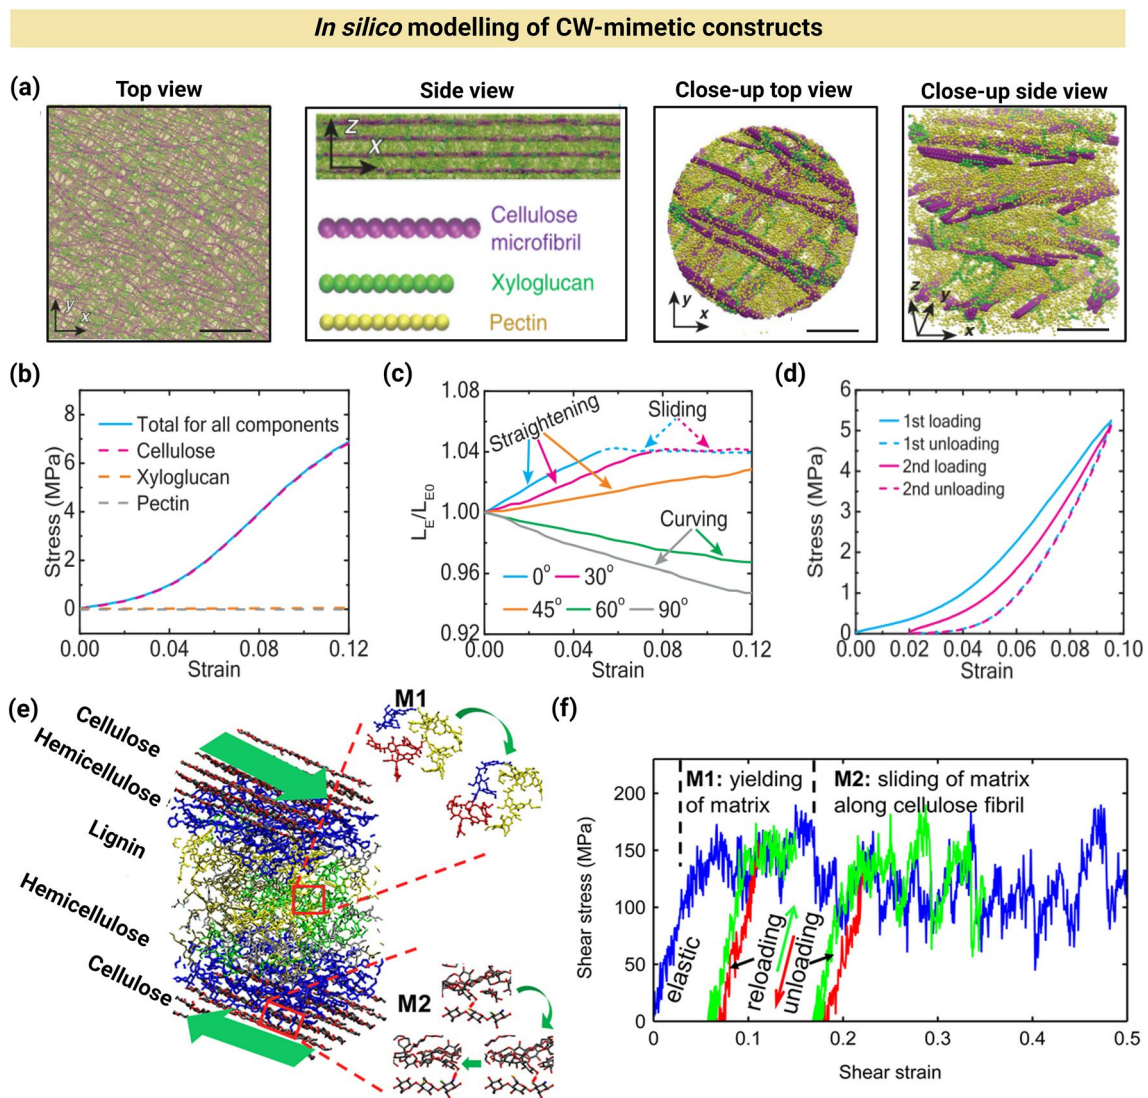 In silico modelling of CW-mimetic constructs
(a)
Top view
Side view
Close-up top view
Close-up side view
y
x
z
x
Cellulose
microfibril
Xyloglucan
Pectin
y
x
z
y
x
(b)
Stress (MPa)
8
6
4
2
0
Total for all components
Cellulose
Xyloglucan
Pectin
0.00
0.04
0.08
0.12
Strain
(c)
L_E/L_E0
1.08
1.04
1.00
0.96
0.92
Straightening
Sliding
Curving
0° 30°
45° 60° 90°
0.00
0.04
0.08
0.12
Strain
(d)
Stress (MPa)
6
5
4
3
2
1
0
1st loading
1st unloading
2nd loading
2nd unloading
0.00
0.02
0.04
0.06
0.08
0.10
Strain
(e)
Cellulose
Hemicellulose
Lignin
Hemicellulose
Cellulose
M1
M2
(f)
Shear stress (MPa)
200
150
100
50
0
M1: yielding
of matrix
M2: sliding of matrix
along cellulose fibril
elastic
reloading
unloading
0
0.1
0.2
0.3
0.4
0.5
Shear strain